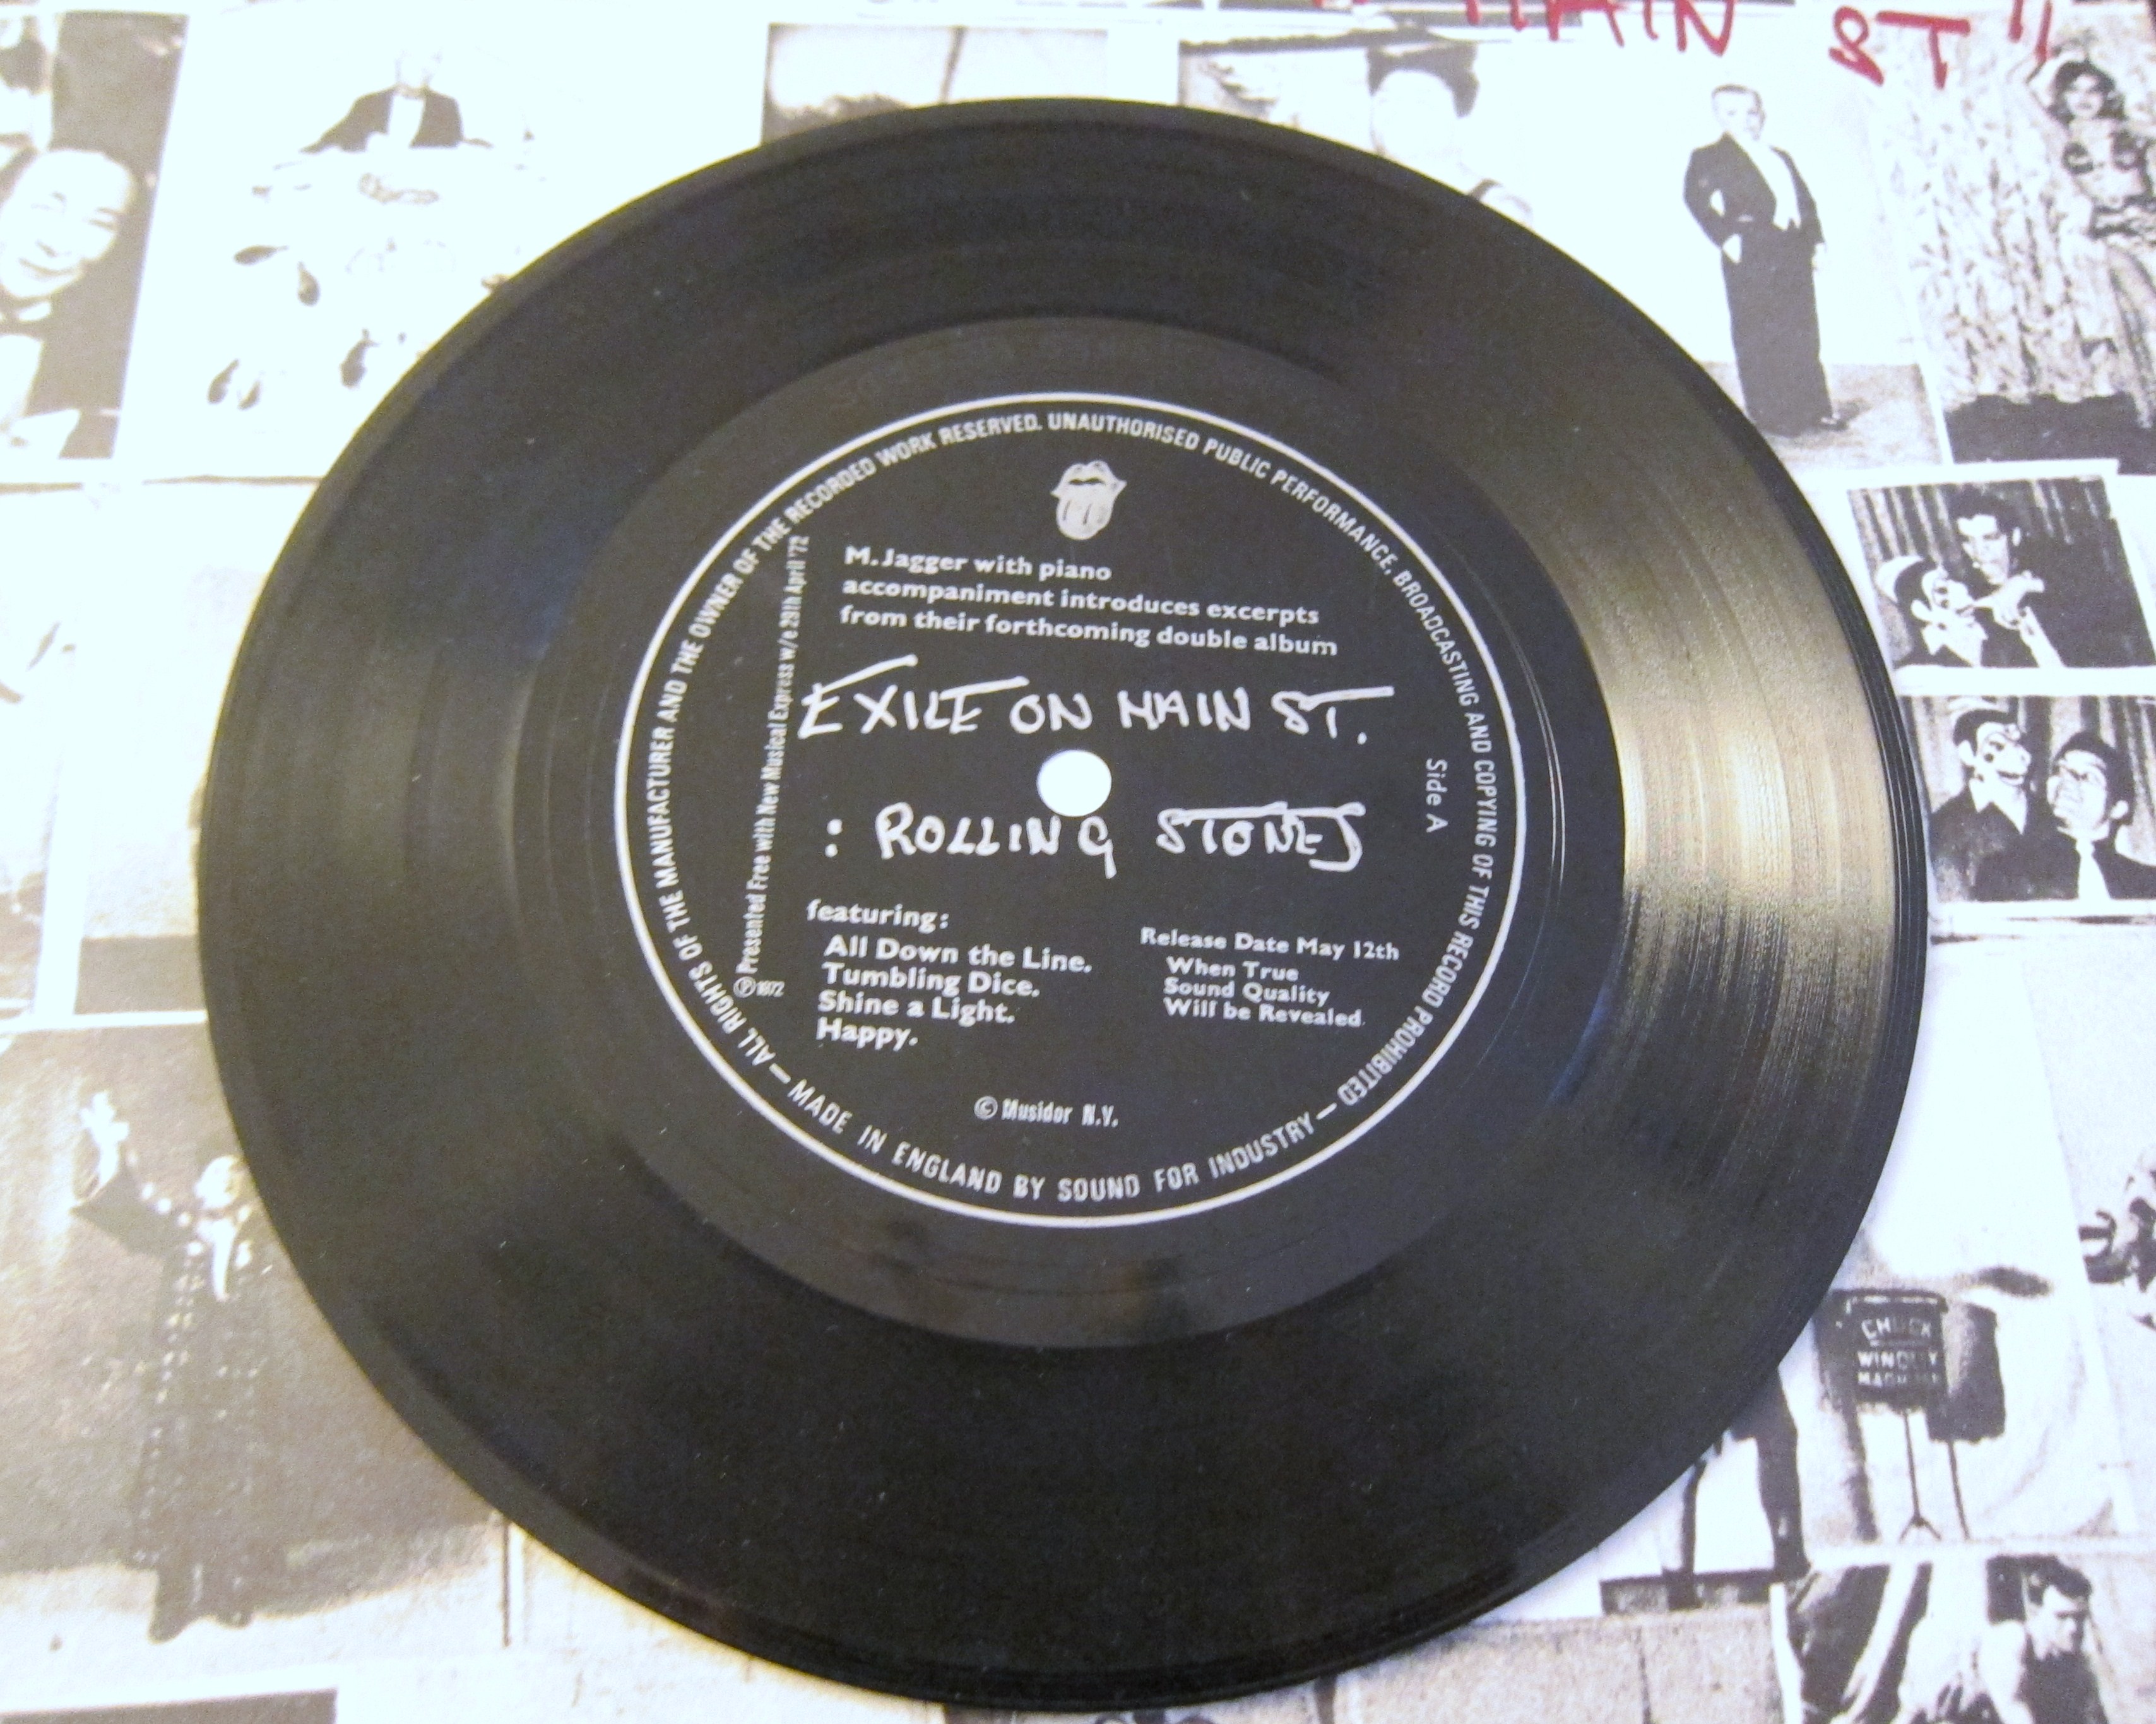 MAIN ST"
ALL RIGHTS OF THE MANUFACTURER AND THE OWNER OF THE RECORDED WORK RESERVED. UNAUTHORISED PUBLIC PERFORMANCE, BROADCASTING AND COPYING OF THIS RECORD PROHIBITED —
MADE IN ENGLAND BY SOUND FOR INDUSTRY —
M. Jagger with piano
accompaniment introduces excerpts
from their forthcoming double album
EXILE ON MAIN ST.
: ROLLING STONES
Side A
℗ 1972
Presented Free with New Musical Express w/e 29th April '72
featuring:
All Down the Line.
Tumbling Dice.
Shine a Light.
Happy.
Release Date May 12th
When True
Sound Quality
Will be Revealed.
© Musidor N.V.
CHUCK